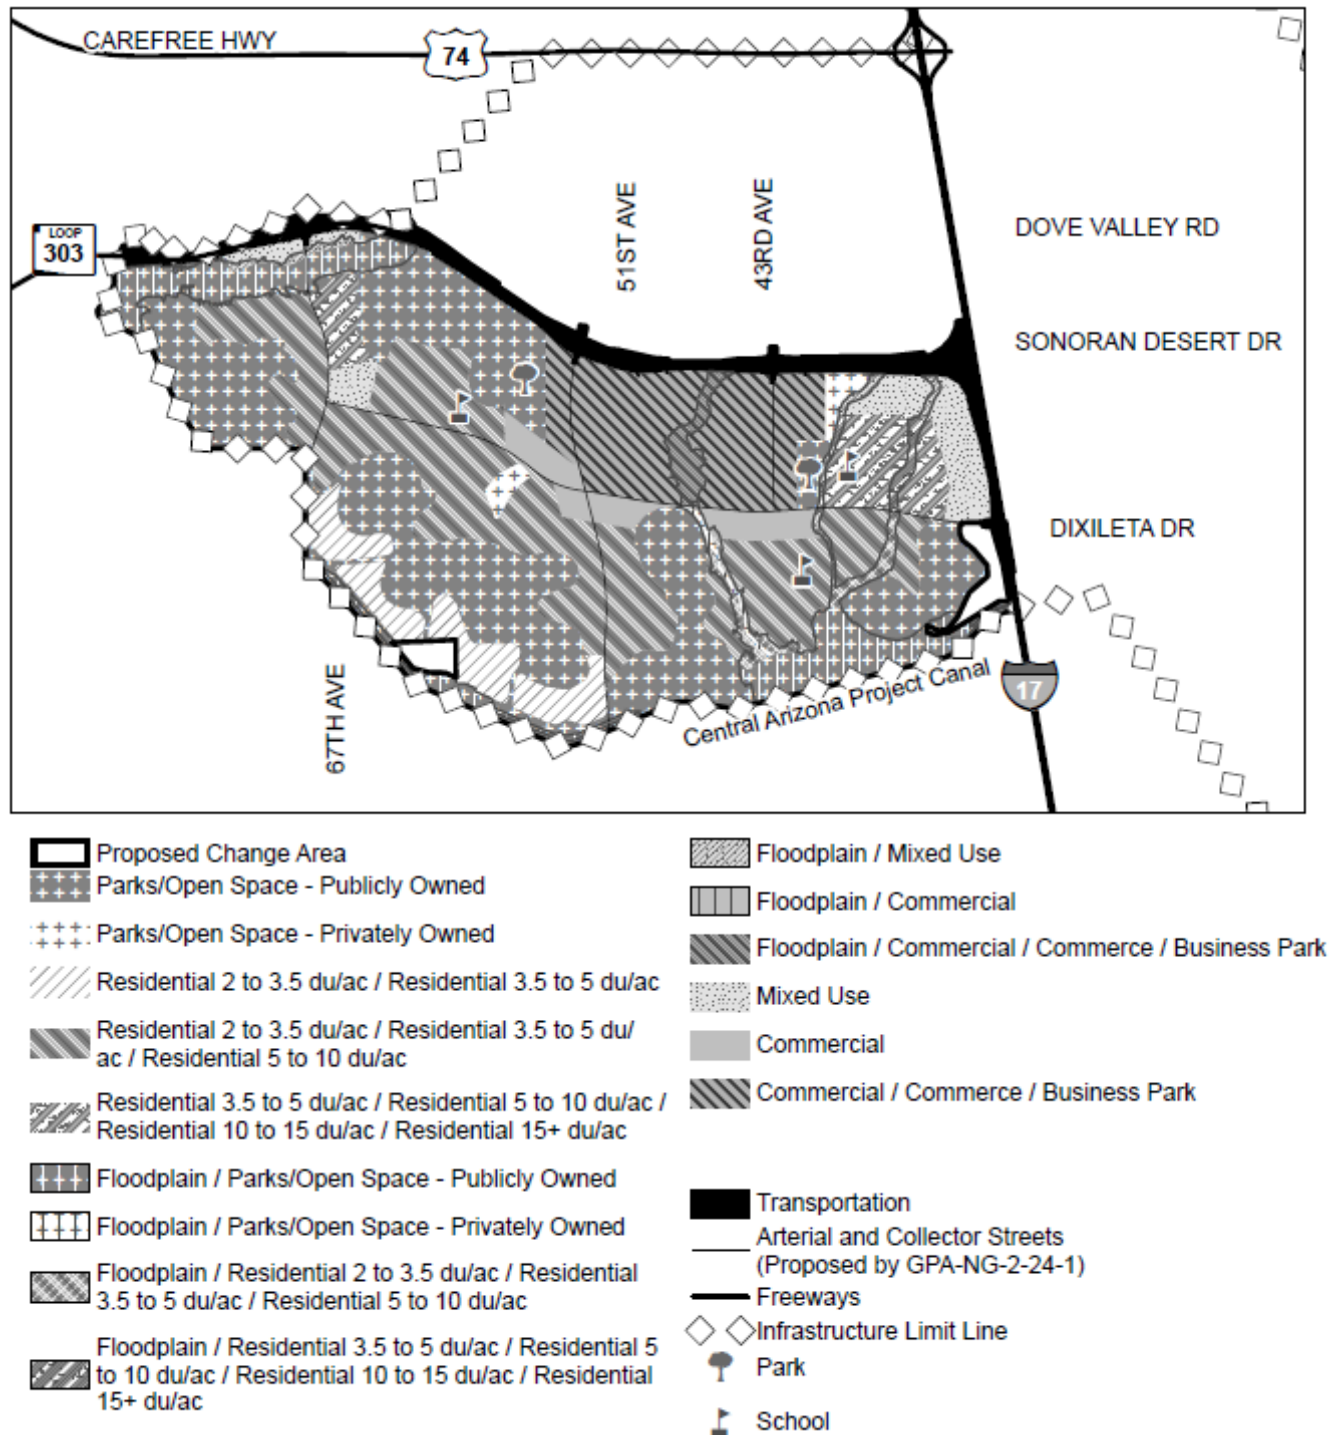 CAREFREE HWY
74
LOOP
303
51ST AVE
43RD AVE
DOVE VALLEY RD
SONORAN DESERT DR
DIXILETA DR
67TH AVE
Central Arizona Project Canal
17
Proposed Change Area
Parks/Open Space - Publicly Owned
Parks/Open Space - Privately Owned
Residential 2 to 3.5 du/ac / Residential 3.5 to 5 du/ac
Residential 2 to 3.5 du/ac / Residential 3.5 to 5 du/
ac / Residential 5 to 10 du/ac
Residential 3.5 to 5 du/ac / Residential 5 to 10 du/ac /
Residential 10 to 15 du/ac / Residential 15+ du/ac
Floodplain / Parks/Open Space - Publicly Owned
Floodplain / Parks/Open Space - Privately Owned
Floodplain / Residential 2 to 3.5 du/ac / Residential
3.5 to 5 du/ac / Residential 5 to 10 du/ac
Floodplain / Residential 3.5 to 5 du/ac / Residential 5
to 10 du/ac / Residential 10 to 15 du/ac / Residential
15+ du/ac
Floodplain / Mixed Use
Floodplain / Commercial
Floodplain / Commercial / Commerce / Business Park
Mixed Use
Commercial
Commercial / Commerce / Business Park
Transportation
Arterial and Collector Streets
(Proposed by GPA-NG-2-24-1)
Freeways
Infrastructure Limit Line
Park
School